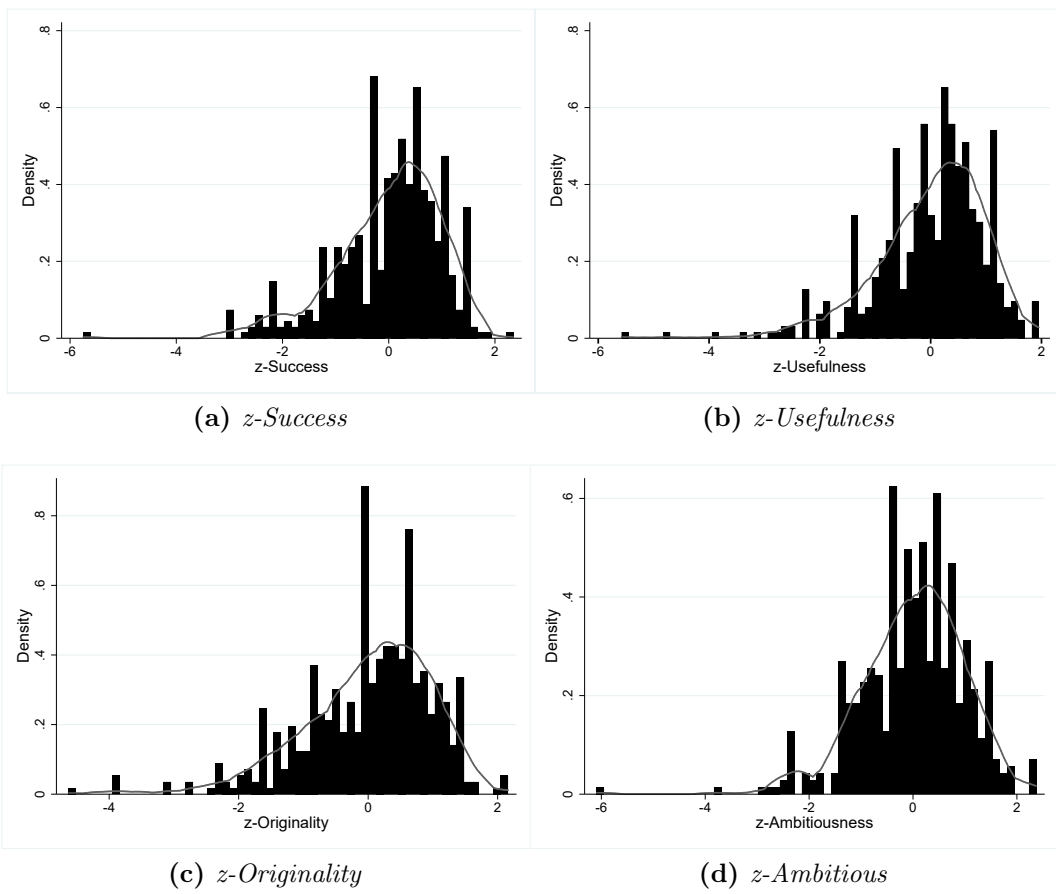 .8
.6
.4
.2
0
Density
-6 -4 -2 0 2
z-Success
(a) z-Success
.8
.6
.4
.2
0
Density
-6 -4 -2 0 2
z-Usefulness
(b) z-Usefulness
.8
.6
.4
.2
0
Density
-4 -2 0 2
z-Originality
(c) z-Originality
.6
.4
.2
0
Density
-6 -4 -2 0 2
z-Ambitiousness
(d) z-Ambitious